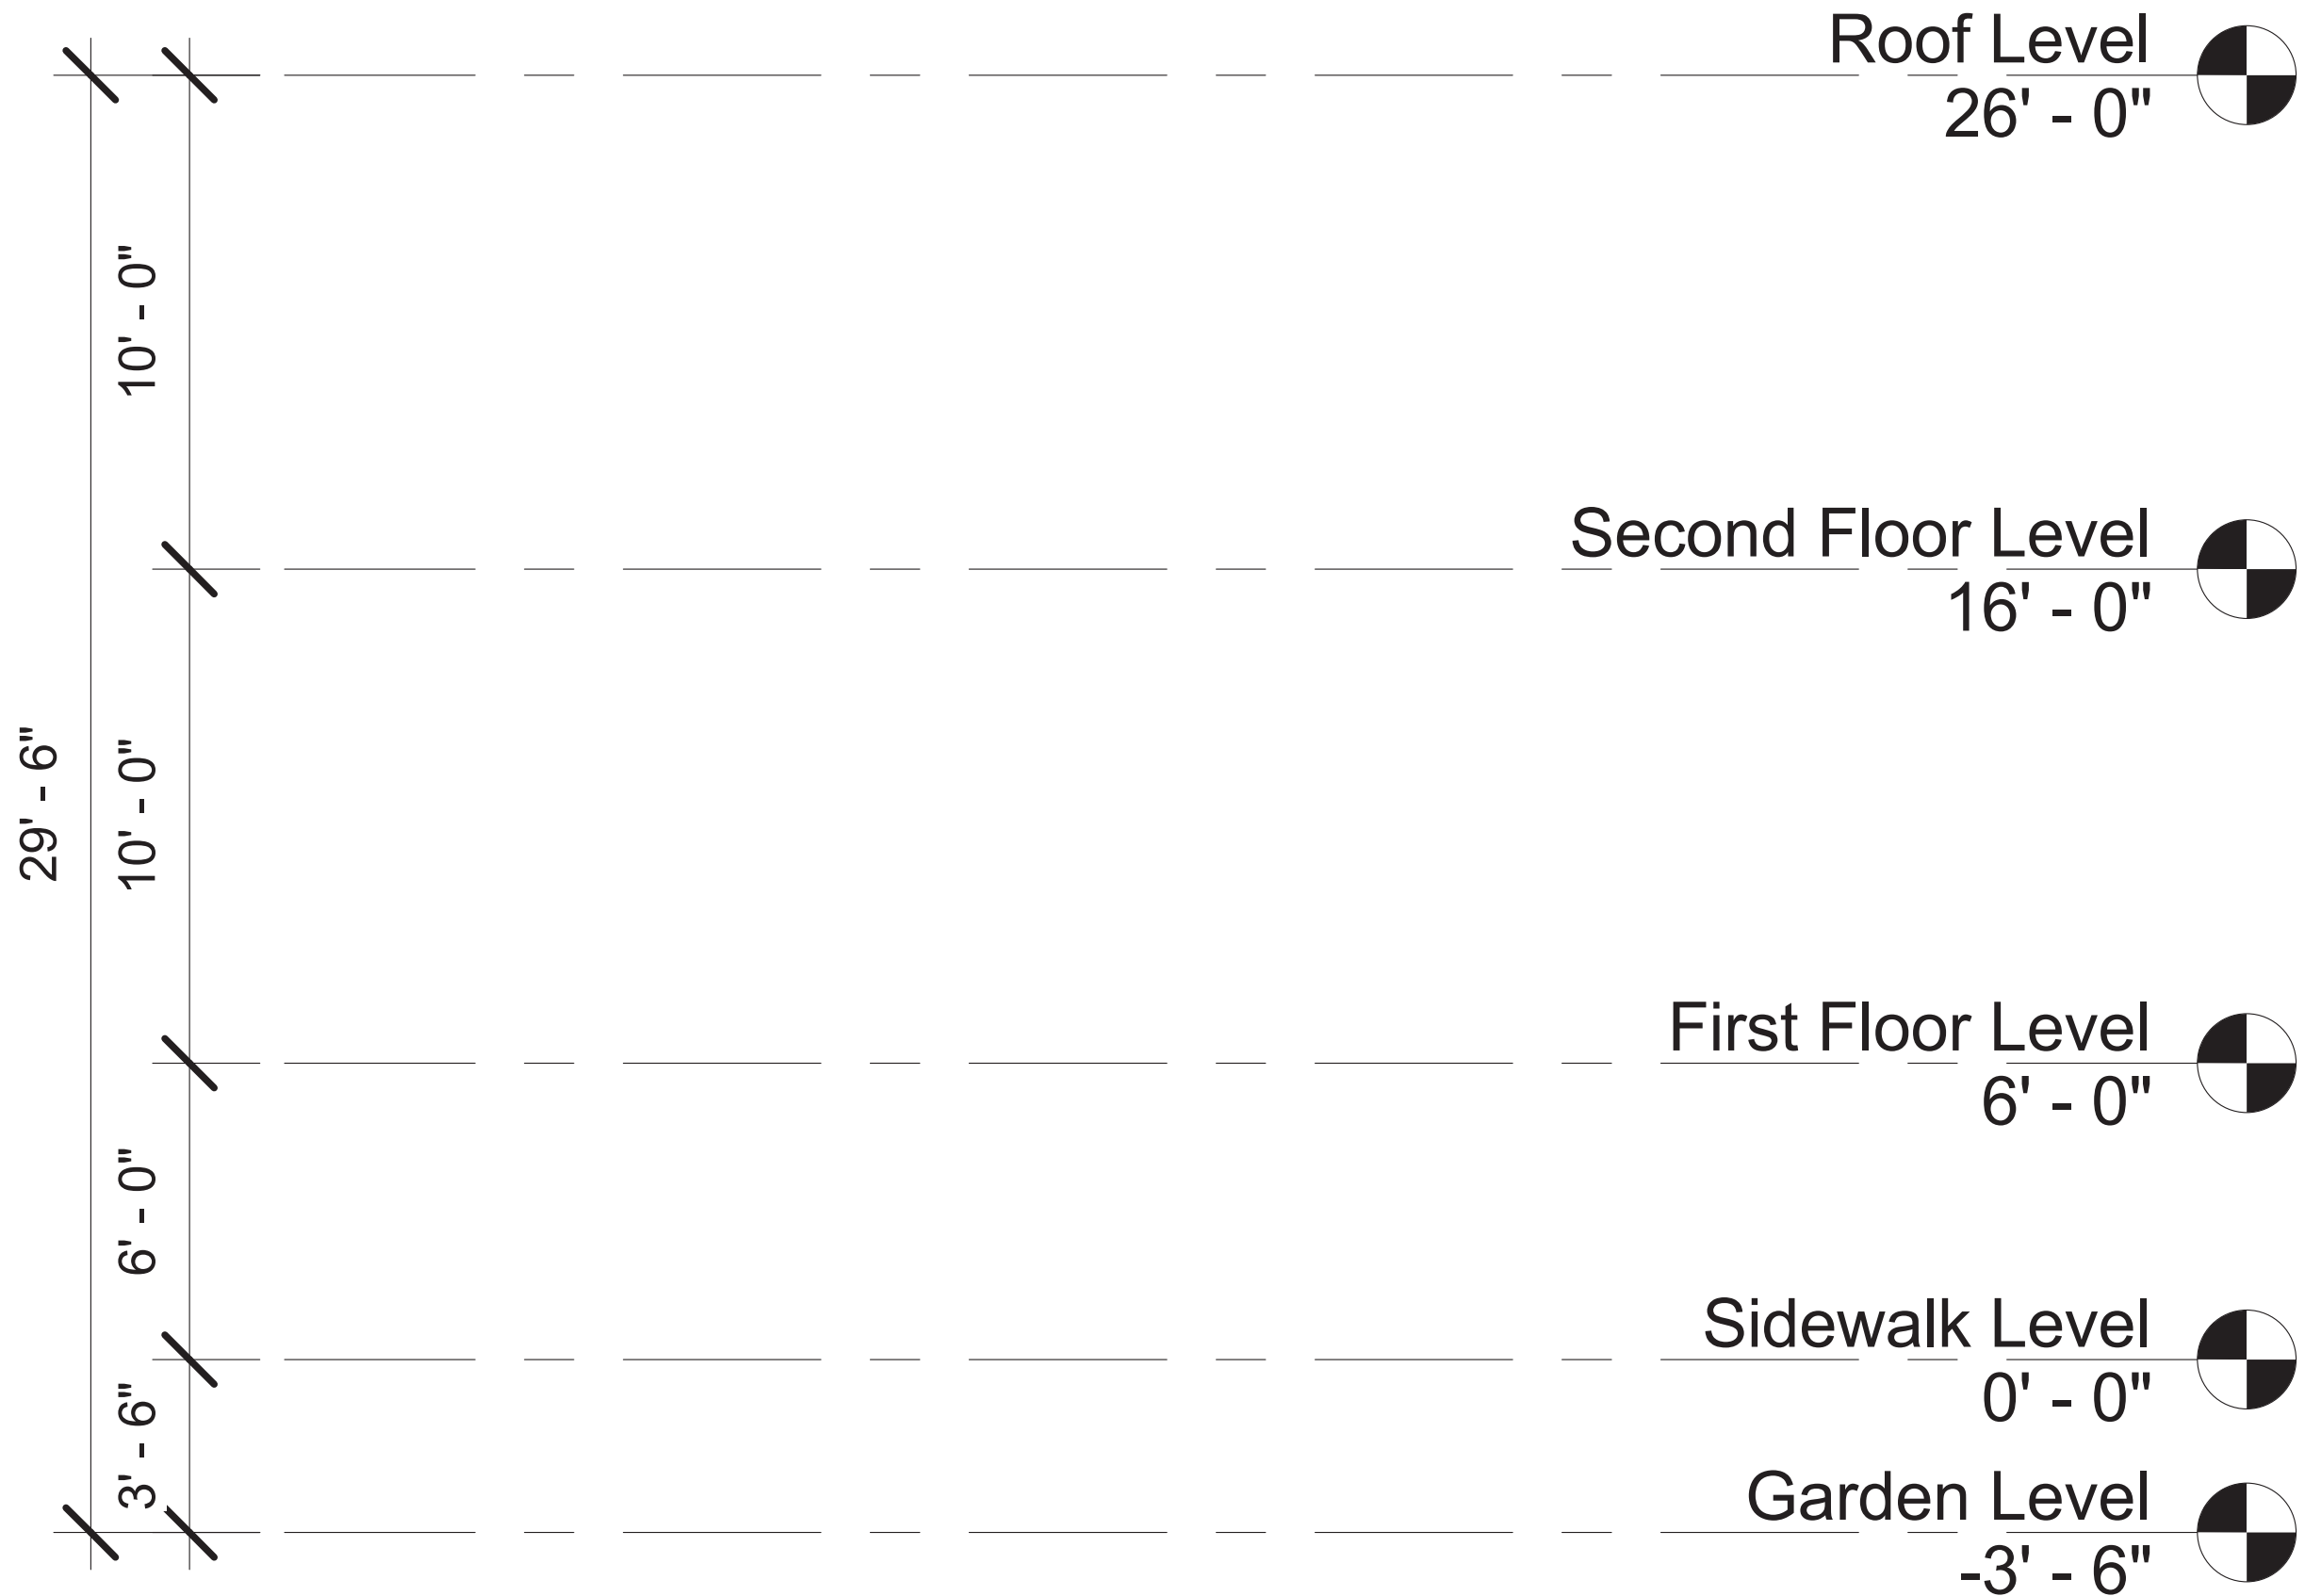 Roof Level
26' - 0"
10' - 0"
Second Floor Level
16' - 0"
29' - 6"
10' - 0"
First Floor Level
6' - 0"
6' - 0"
Sidewalk Level
0' - 0"
3' - 6"
Garden Level
-3' - 6"